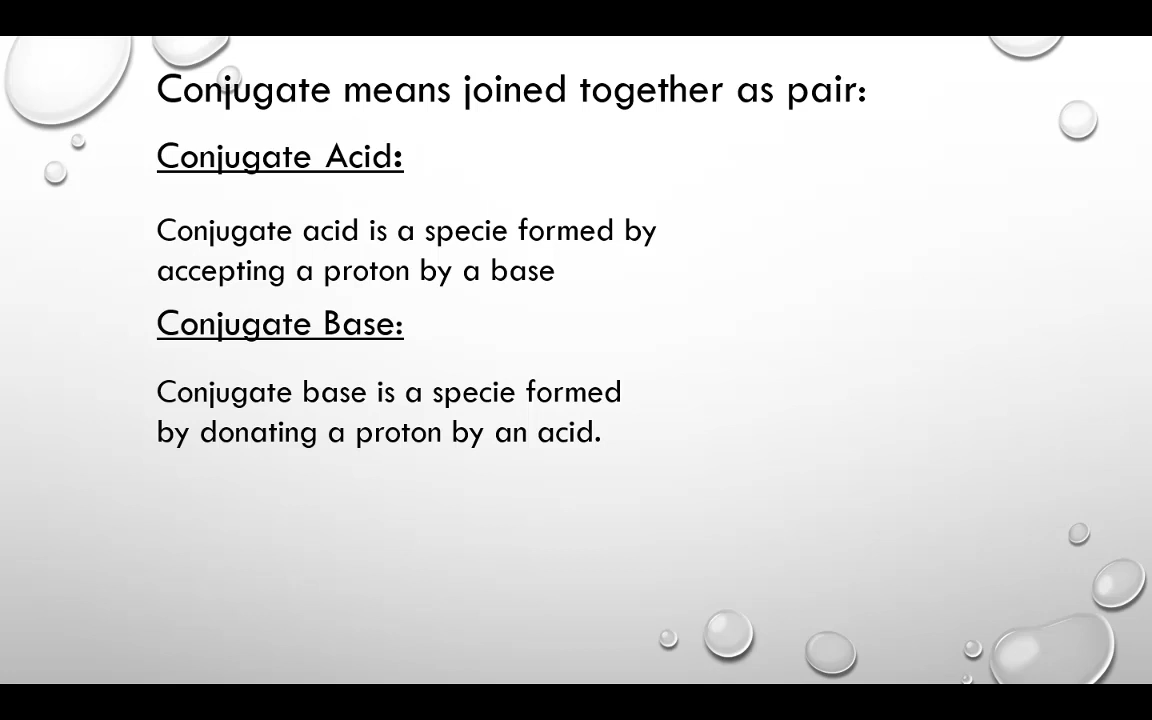 Conjugate means joined together as pair:
Conjugate Acid:
Conjugate acid is a specie formed by
accepting a proton by a base
Conjugate Base:
Conjugate base is a specie formed
by donating a proton by an acid.